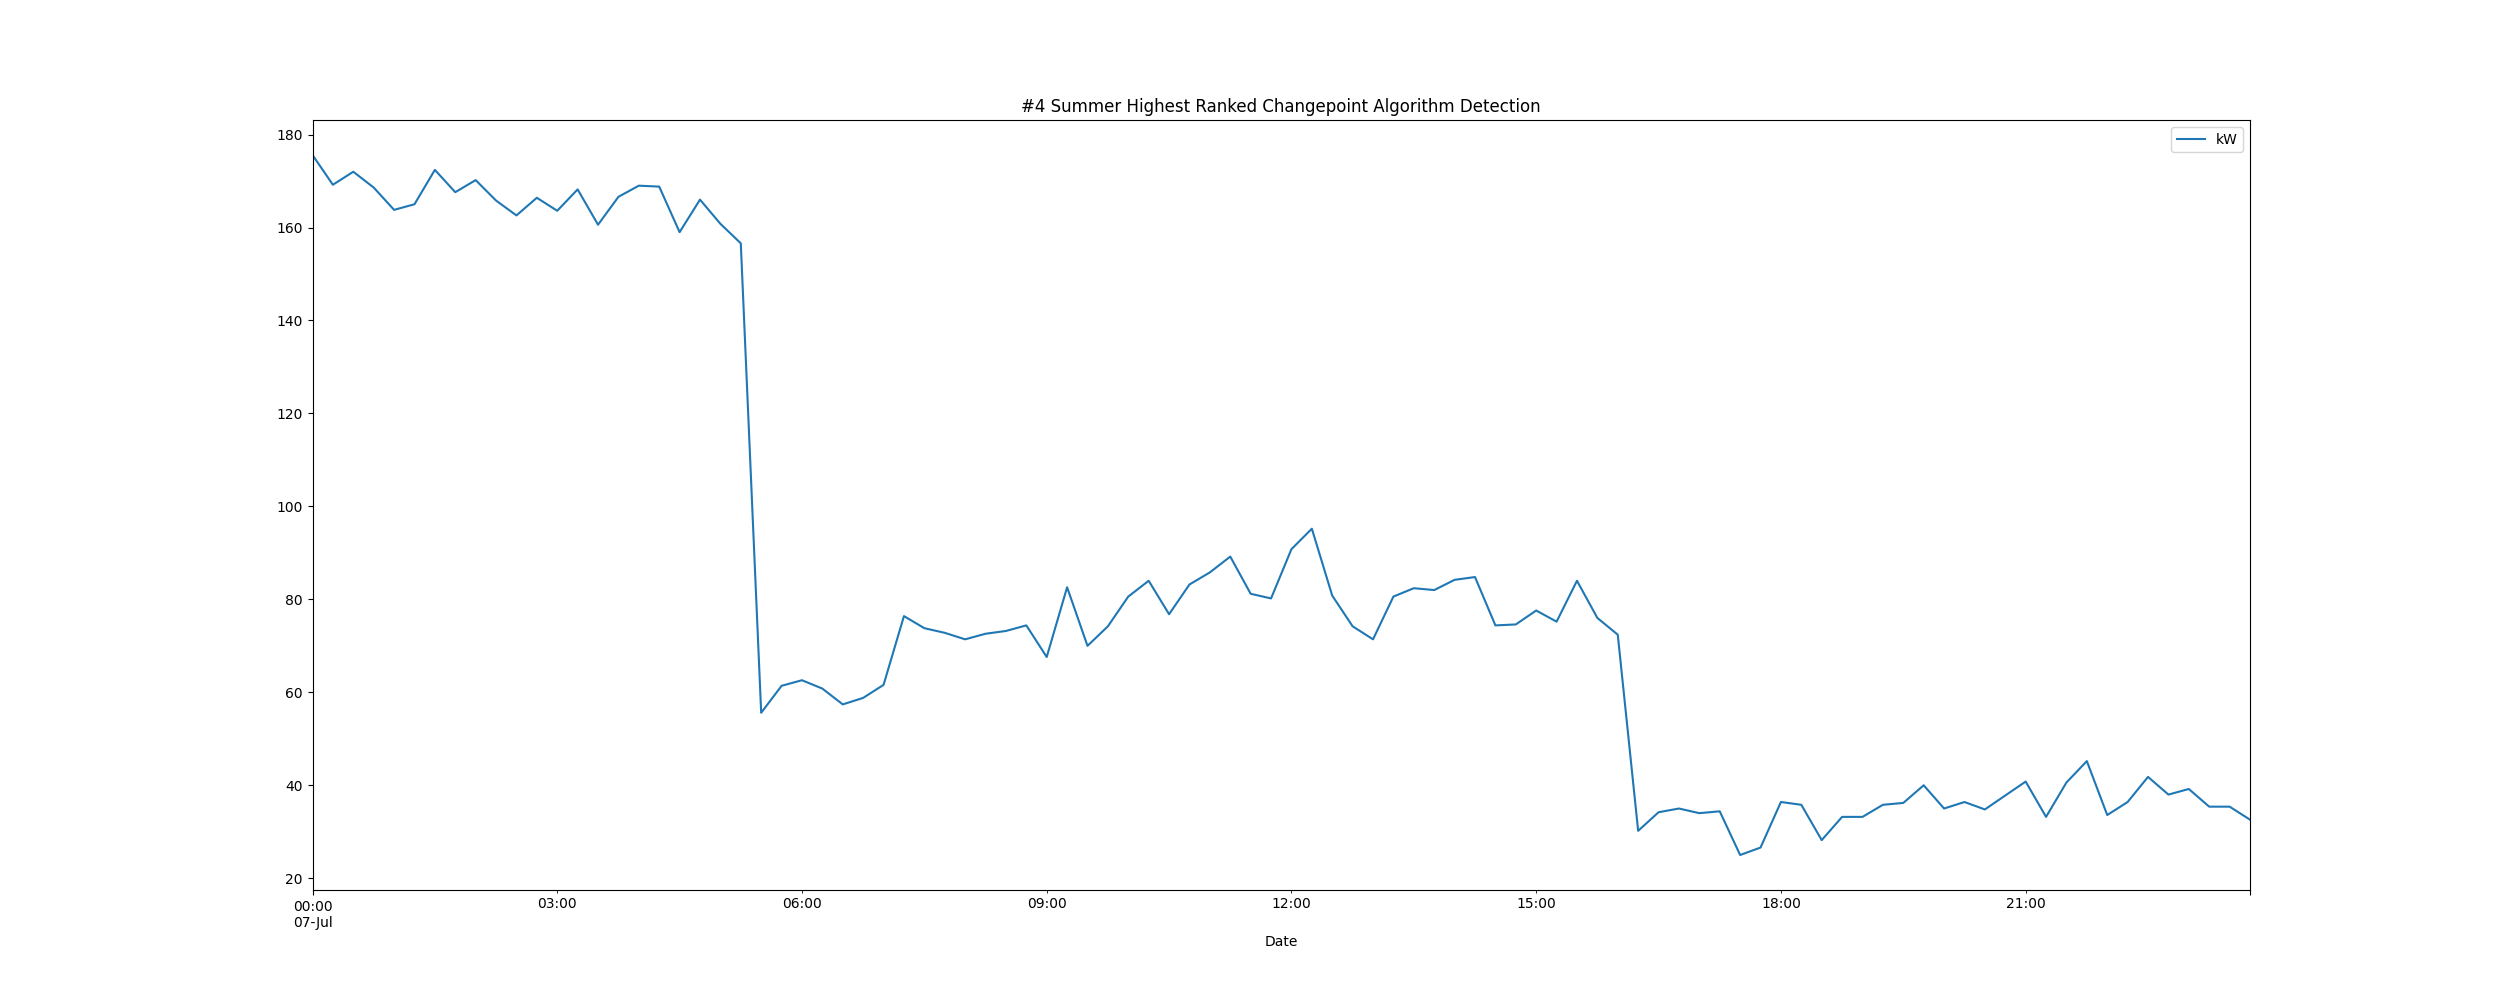 #4 Summer Highest Ranked Changepoint Algorithm Detection
kW
180
160
140
120
100
80
60
40
20
00:00 03:00 06:00 09:00 12:00 15:00 18:00 21:00
07-Jul
Date